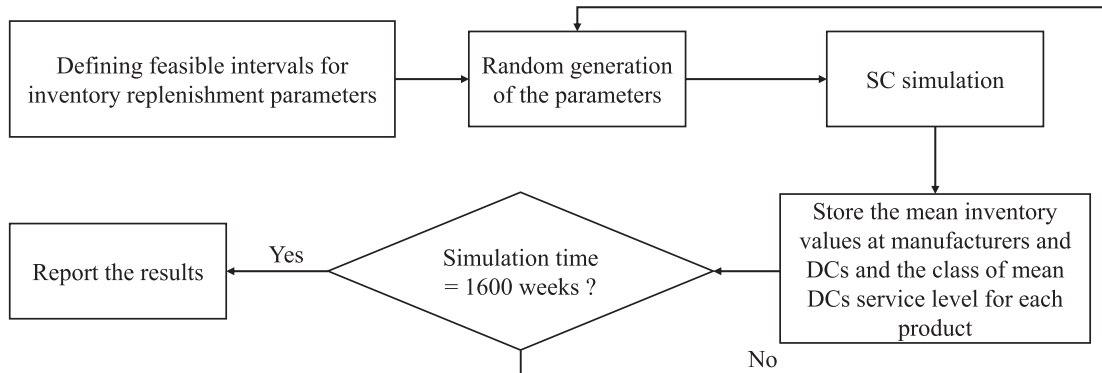 Defining feasible intervals for
inventory replenishment parameters
Random generation
of the parameters
SC simulation
Store the mean inventory
values at manufacturers and
DCs and the class of mean
DCs service level for each
product
Simulation time
= 1600 weeks ?
Yes
Report the results
No